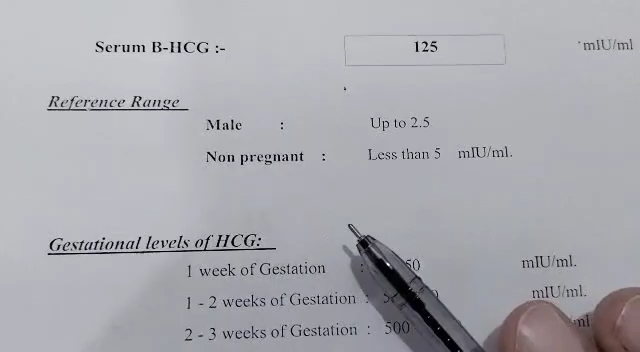 Serum B-HCG :- 125 mIU/ml
Reference Range
Male : Up to 2.5
Non pregnant : Less than 5 mIU/ml.
Gestational levels of HCG:
1 week of Gestation : 50 mIU/ml.
1 - 2 weeks of Gestation : mIU/ml.
2 - 3 weeks of Gestation : 500